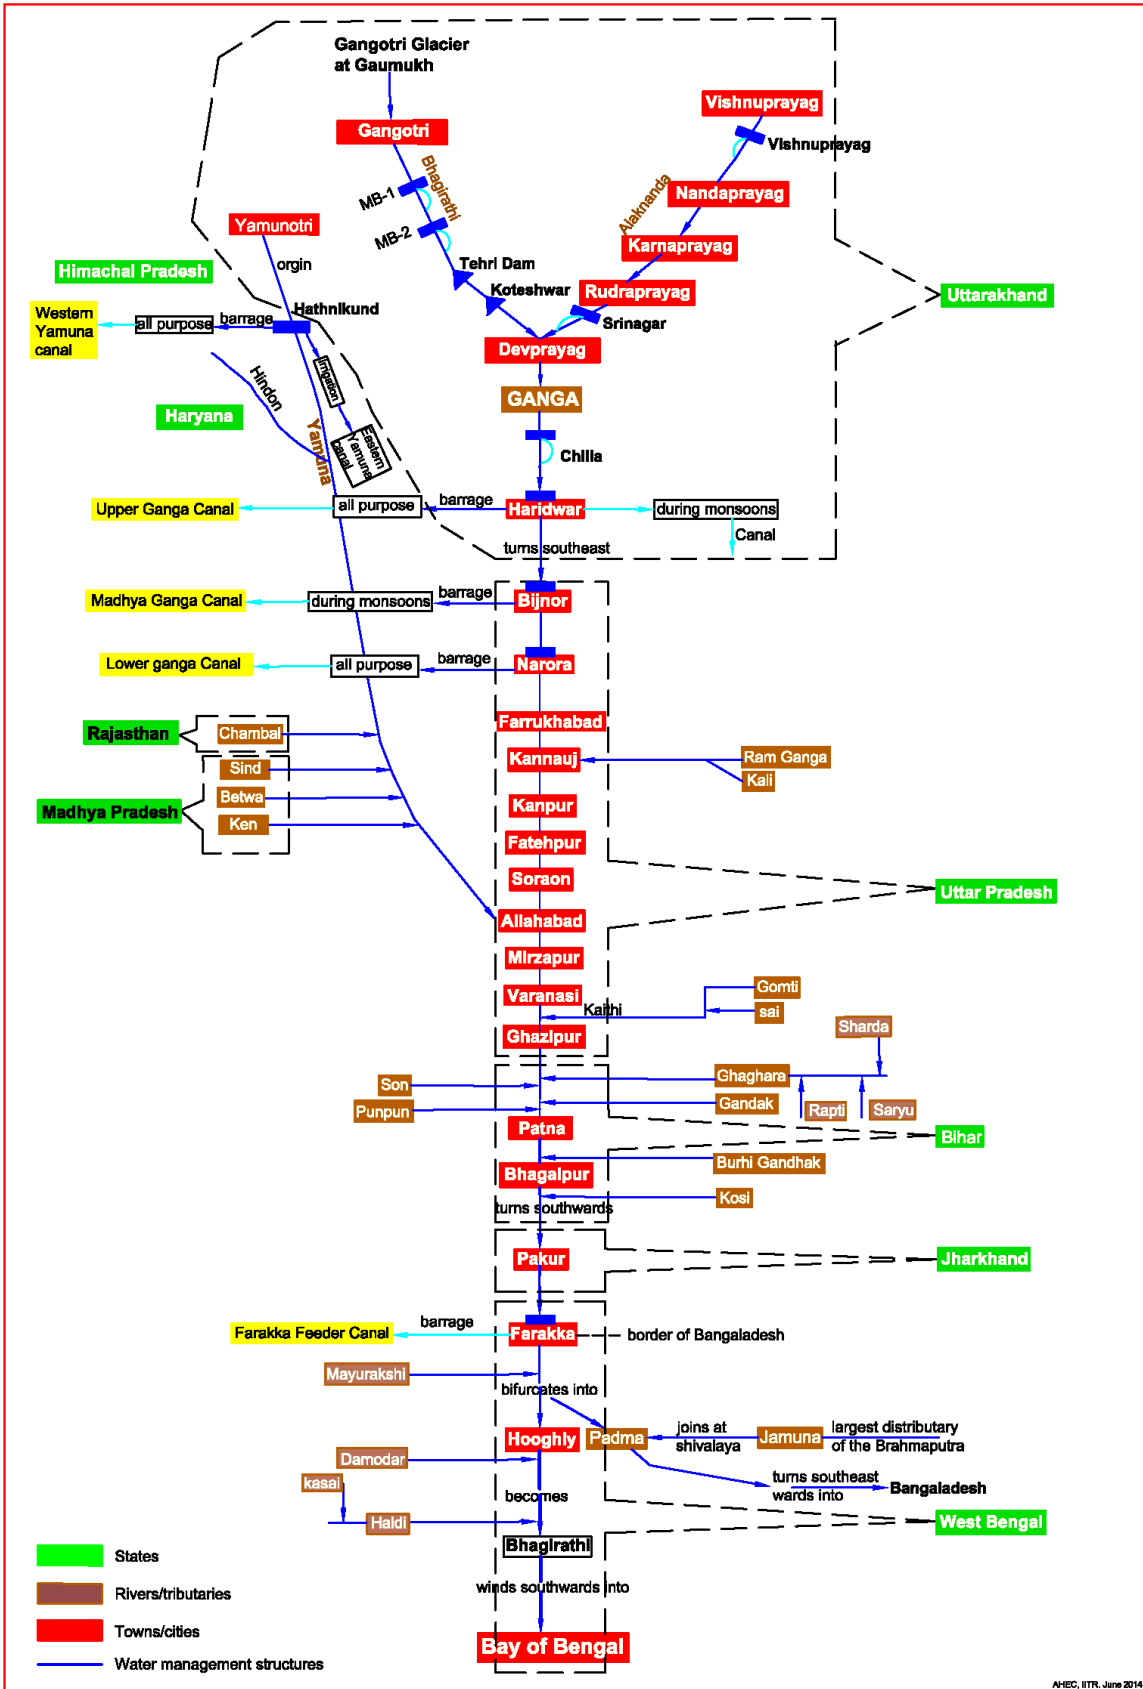 Gangotri Glacier
at Gaumukh
Vishnuprayag
Gangotri
Vishnuprayag
Bhagirathi
MB-1
Nandaprayag
Alaknanda
Yamunotri
MB-2
Karnaprayag
orgin
Tehri Dam
Himachal Pradesh
Koteshwar
Rudraprayag
Uttarakhand
Hathnikund
Western
Yamuna
canal
all purpose
barrage
Srinagar
Devprayag
irrigation
Hindon
GANGA
Haryana
Yamuna
Eastern
Yamuna
canal
Chilla
Upper Ganga Canal
all purpose
barrage
Haridwar
during monsoons
Canal
turns southeast
Madhya Ganga Canal
during monsoons
barrage
Bijnor
Lower ganga Canal
all purpose
barrage
Narora
Farrukhabad
Rajasthan
Chambal
Kannauj
Ram Ganga
Sind
Kali
Betwa
Kanpur
Madhya Pradesh
Ken
Fatehpur
Soraon
Uttar Pradesh
Allahabad
Mirzapur
Varanasi
Gomti
Kaithi
sai
Ghazipur
Sharda
Son
Ghaghara
Punpun
Gandak
Rapti
Saryu
Patna
Bihar
Bhagalpur
Burhi Gandhak
Kosi
turns southwards
Pakur
Jharkhand
Farakka Feeder Canal
barrage
Farakka
border of Bangaladesh
Mayurakshi
bifurcates into
Hooghly
Padma
joins at
shivalaya
Jamuna
largest distributary
of the Brahmaputra
Damodar
kasai
turns southeast
wards into
Bangaladesh
becomes
Haldi
Bhagirathi
West Bengal
States
winds southwards into
Rivers/tributaries
Towns/cities
Bay of Bengal
Water management structures
AHEC, IITR, June 2014